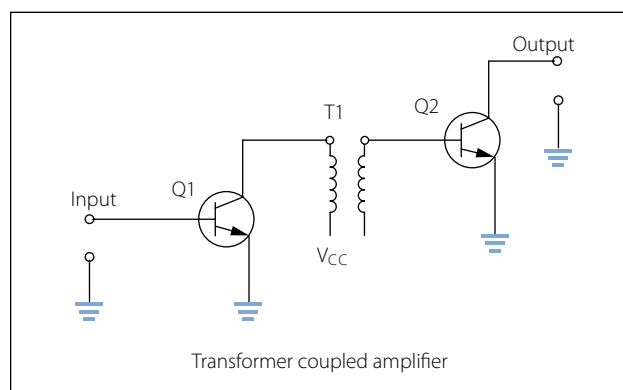 Output
T1
Q2
Q1
Input
VCC
Transformer coupled amplifier